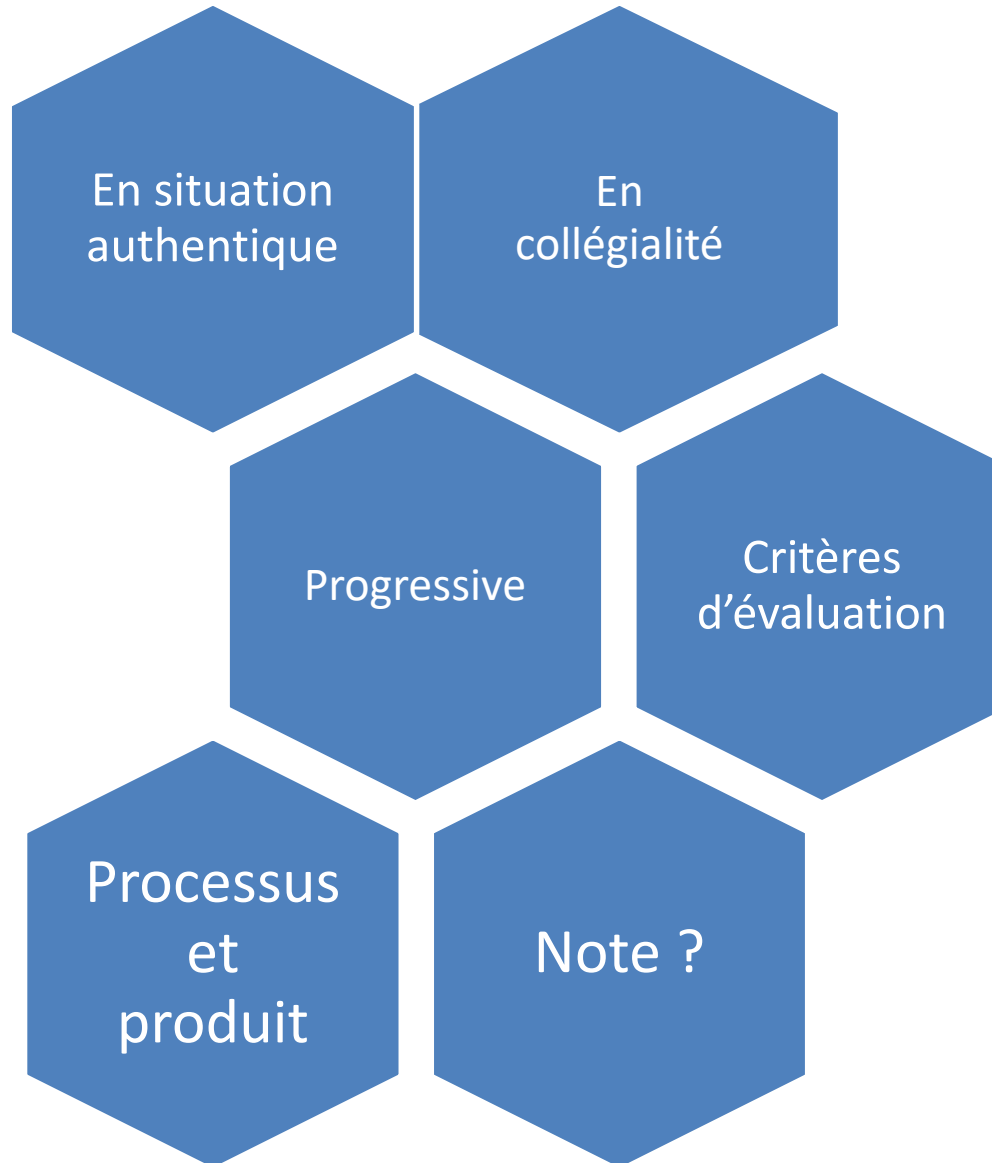 En situation
authentique
En
collégialité
Progressive
Critères
d’évaluation
Processus
et
produit
Note ?